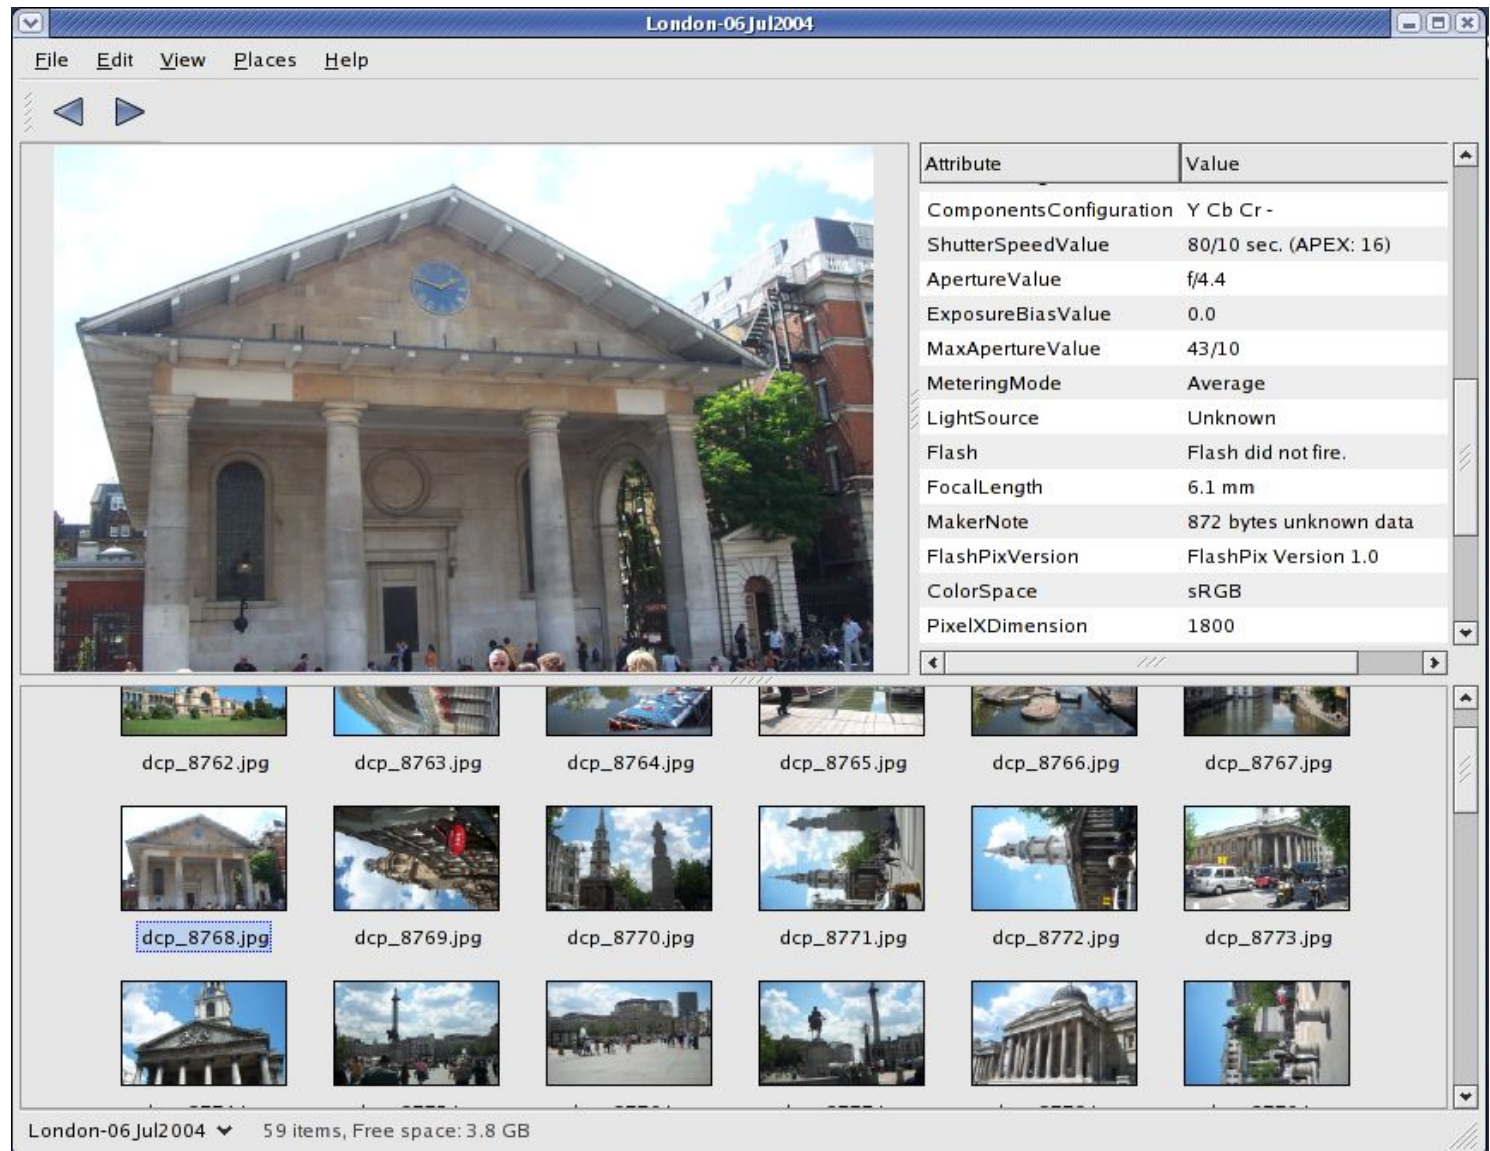 London-06Jul2004
File Edit View Places Help
Attribute Value
ComponentsConfiguration Y Cb Cr -
ShutterSpeedValue 80/10 sec. (APEX: 16)
ApertureValue f/4.4
ExposureBiasValue 0.0
MaxApertureValue 43/10
MeteringMode Average
LightSource Unknown
Flash Flash did not fire.
FocalLength 6.1 mm
MakerNote 872 bytes unknown data
FlashPixVersion FlashPix Version 1.0
ColorSpace sRGB
PixelXDimension 1800
dcp_8762.jpg dcp_8763.jpg dcp_8764.jpg dcp_8765.jpg dcp_8766.jpg dcp_8767.jpg
dcp_8768.jpg dcp_8769.jpg dcp_8770.jpg dcp_8771.jpg dcp_8772.jpg dcp_8773.jpg
London-06Jul2004 59 items, Free space: 3.8 GB